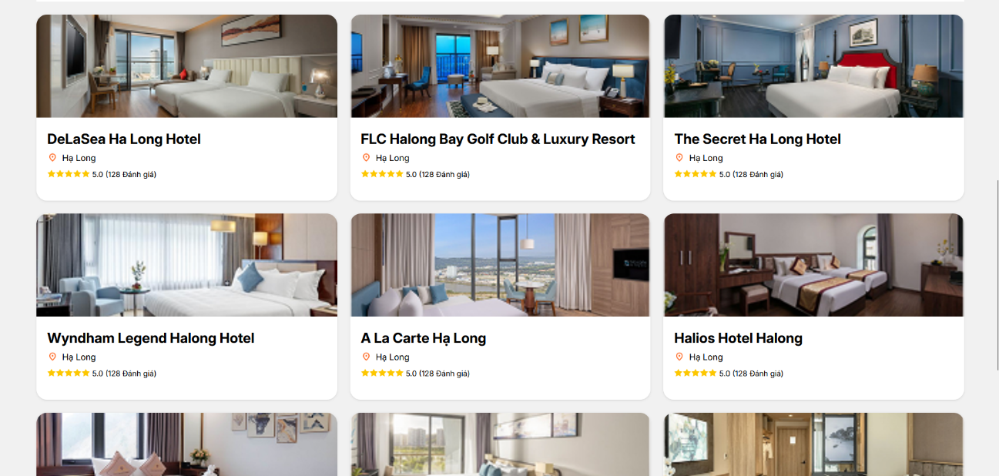 DeLaSea Ha Long Hotel
Hạ Long
5.0 (128 Đánh giá)
FLC Halong Bay Golf Club & Luxury Resort
Hạ Long
5.0 (128 Đánh giá)
The Secret Ha Long Hotel
Hạ Long
5.0 (128 Đánh giá)
Wyndham Legend Halong Hotel
Hạ Long
5.0 (128 Đánh giá)
A La Carte Hạ Long
Hạ Long
5.0 (128 Đánh giá)
Halios Hotel Halong
Hạ Long
5.0 (128 Đánh giá)